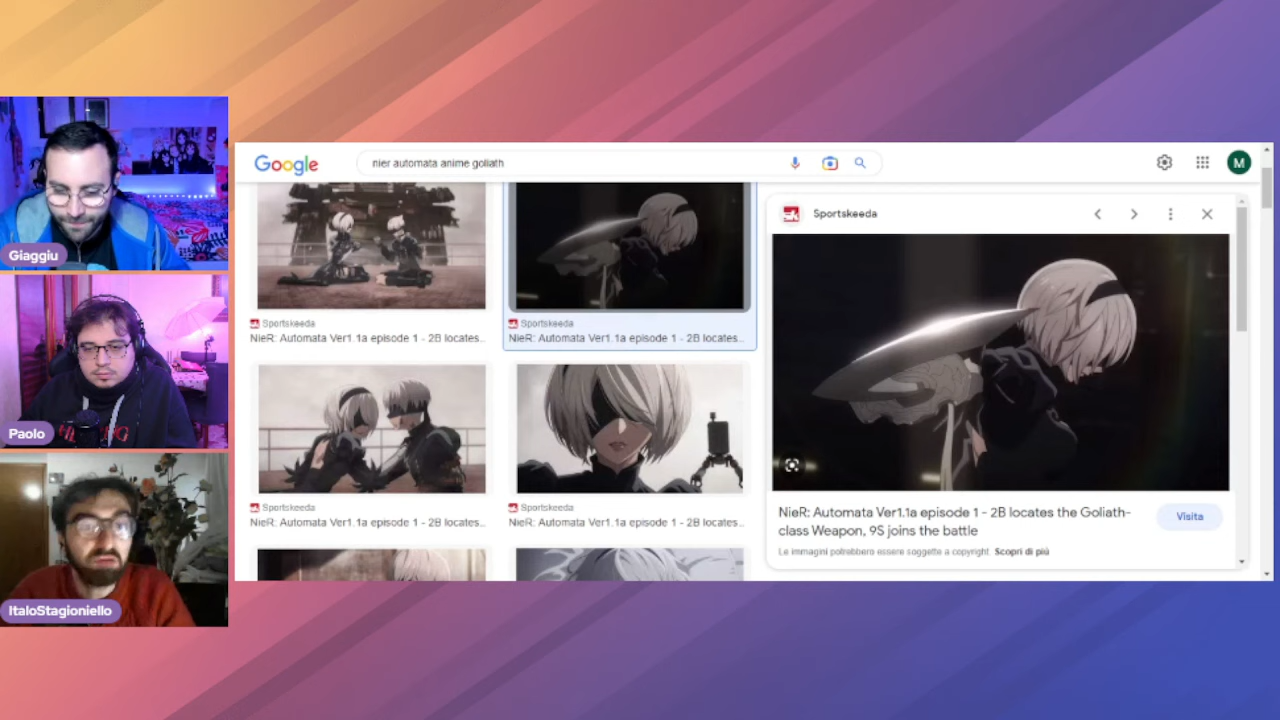 Google
nier automata anime goliath
M
Giaggiu
Paolo
ItaloStagioniello
Sportskeeda
NieR: Automata Ver1.1a episode 1 - 2B locates...
Sportskeeda
NieR: Automata Ver1.1a episode 1 - 2B locates...
Sportskeeda
NieR: Automata Ver1.1a episode 1 - 2B locates...
Sportskeeda
NieR: Automata Ver1.1a episode 1 - 2B locates...
Sportskeeda
NieR: Automata Ver1.1a episode 1 - 2B locates the Goliath-
class Weapon, 9S joins the battle
Visita
Le immagini potrebbero essere soggette a copyright. Scopri di più